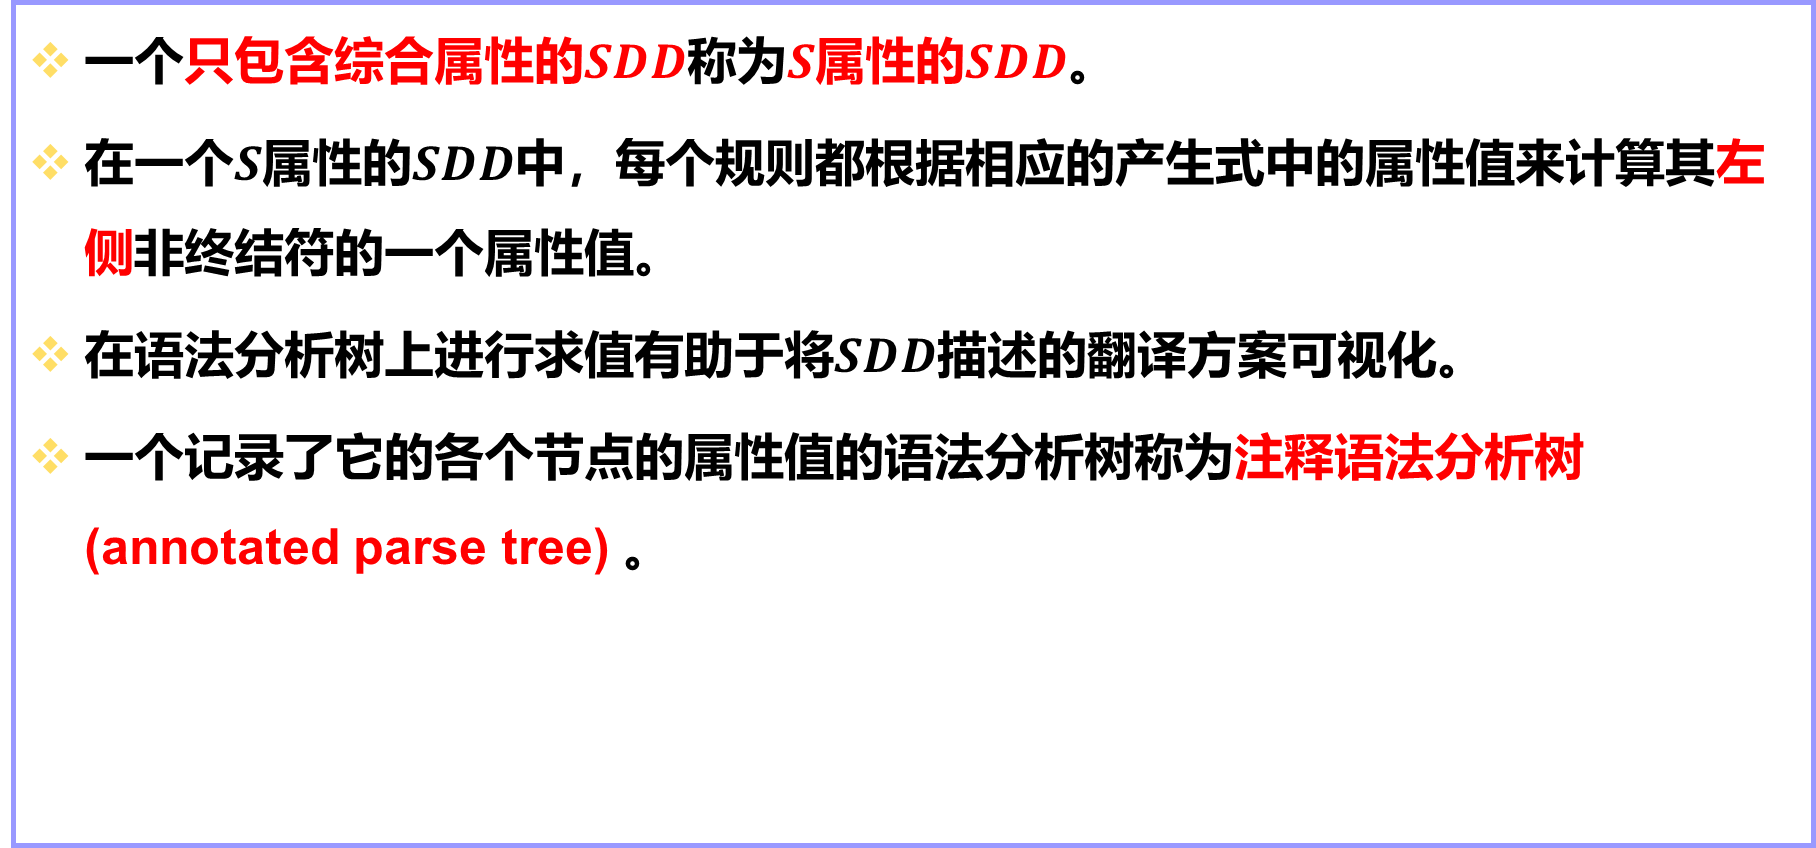 一个只包含综合属性的SDD称为S属性的SDD。
在一个S属性的SDD中，每个规则都根据相应的产生式中的属性值来计算其左
侧非终结符的一个属性值。
在语法分析树上进行求值有助于将SDD描述的翻译方案可视化。
一个记录了它的各个节点的属性值的语法分析树称为注释语法分析树
(annotated parse tree) 。